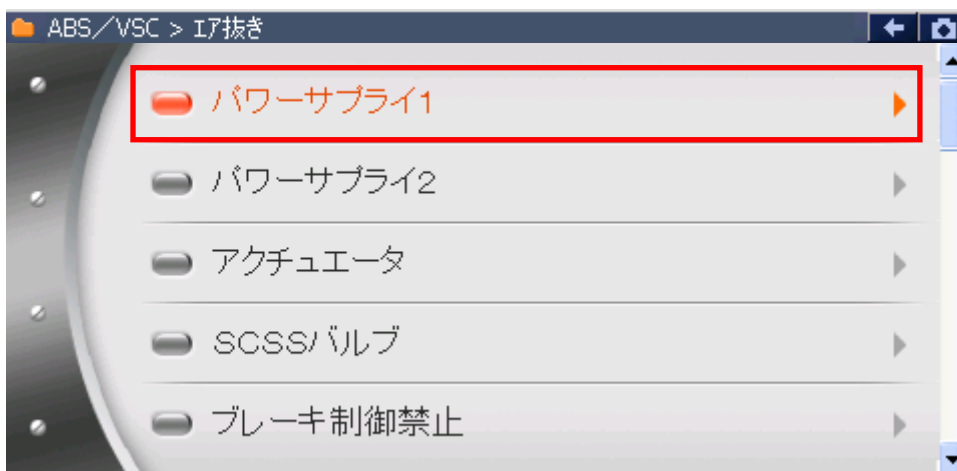 ABS／VSC > ｴｱ抜き
パワーサプライ1
パワーサプライ2
アクチュエータ
SCSSバルブ
ブレーキ制御禁止